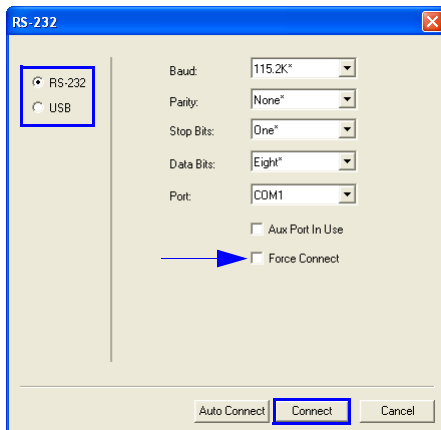 RS-232
RS-232
USB
Baud: 115.2K*
Parity: None*
Stop Bits: One*
Data Bits: Eight*
Port: COM1
Aux Port In Use
Force Connect
Auto Connect Connect Cancel